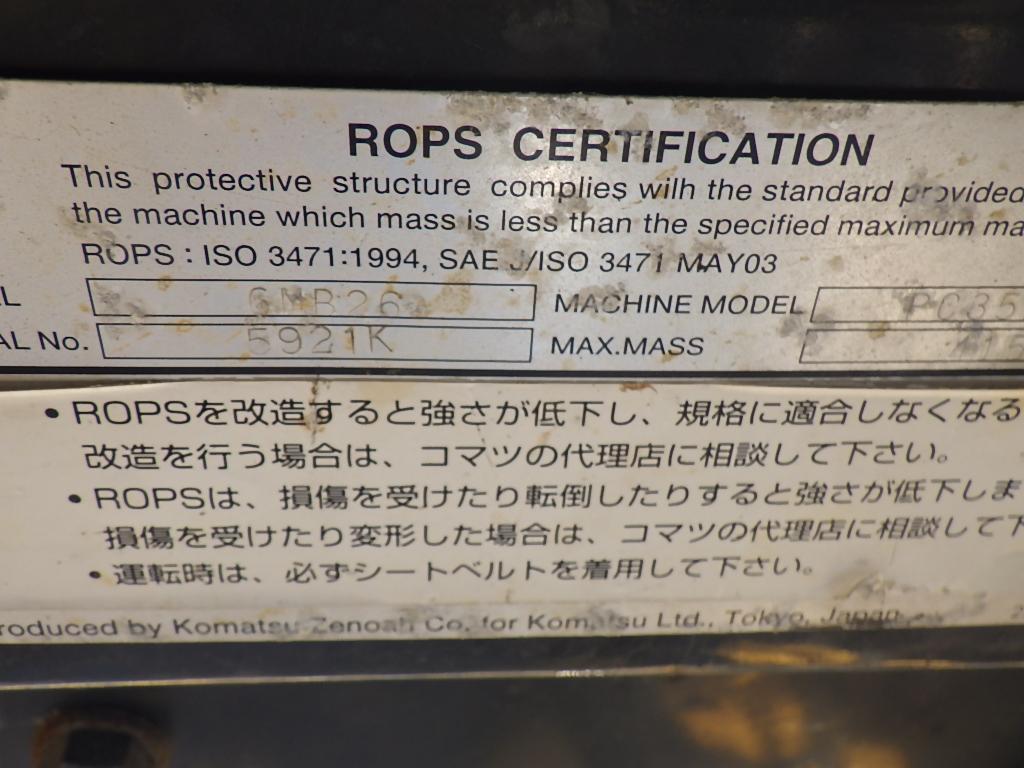 ROPS CERTIFICATION
This protective structure complies wilh the standard provided
the machine which mass is less than the specified maximum ma
ROPS : ISO 3471:1994, SAE J/ISO 3471 MAY03
EL 6MB26 MACHINE MODEL PC35
AL No. 5921K MAX.MASS 415
• ROPSを改造すると強さが低下し、規格に適合しなくなる
改造を行う場合は、コマツの代理店に相談して下さい。
• ROPSは、損傷を受けたり転倒したりすると強さが低下しま
損傷を受けたり変形した場合は、コマツの代理店に相談して下
• 運転時は、必ずシートベルトを着用して下さい。
roduced by Komatsu Zenoah Co. for Komatsu Ltd., Tokyo, Japan